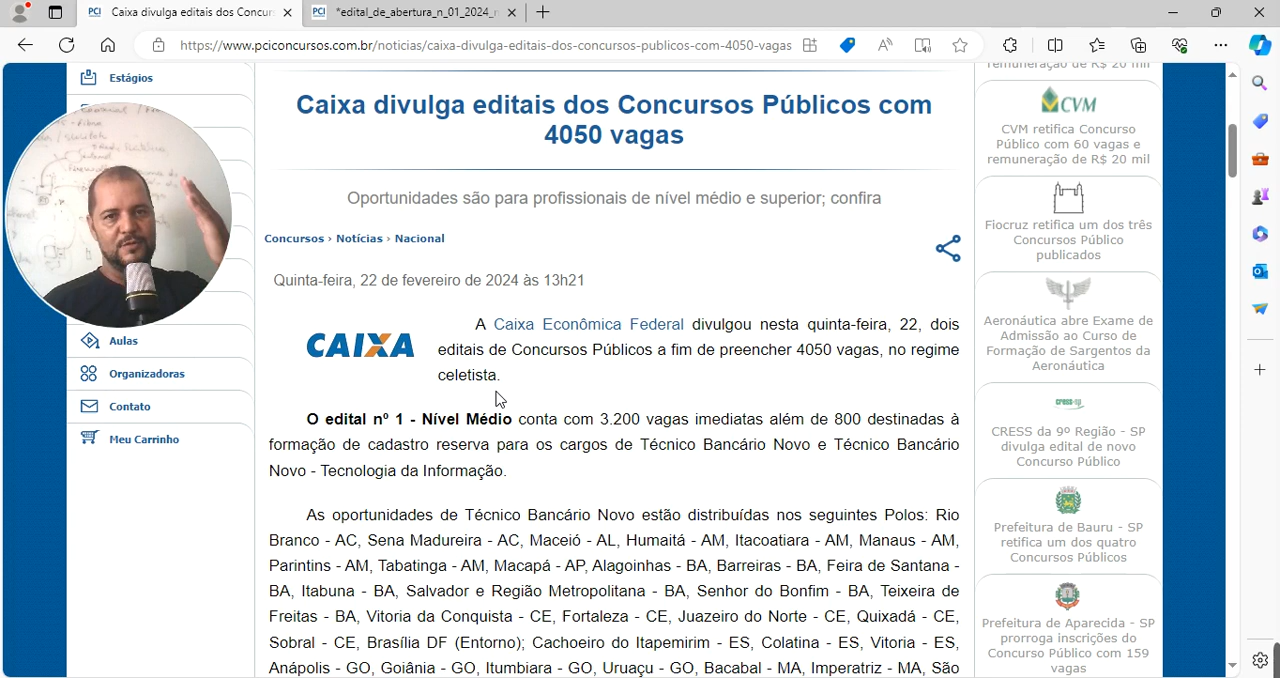 PCI Caixa divulga editais dos Concur
PCI *edital_de_abertura_n_01_2024_n
https://www.pciconcursos.com.br/noticias/caixa-divulga-editais-dos-concursos-publicos-com-4050-vagas
Estágios
Aulas
Organizadoras
Contato
Meu Carrinho
Caixa divulga editais dos Concursos Públicos com
4050 vagas
Oportunidades são para profissionais de nível médio e superior; confira
Concursos › Notícias › Nacional
Quinta-feira, 22 de fevereiro de 2024 às 13h21
CAIXA
A Caixa Econômica Federal divulgou nesta quinta-feira, 22, dois
editais de Concursos Públicos a fim de preencher 4050 vagas, no regime
celetista.
O edital nº 1 - Nível Médio conta com 3.200 vagas imediatas além de 800 destinadas à
formação de cadastro reserva para os cargos de Técnico Bancário Novo e Técnico Bancário
Novo - Tecnologia da Informação.
As oportunidades de Técnico Bancário Novo estão distribuídas nos seguintes Polos: Rio
Branco - AC, Sena Madureira - AC, Maceió - AL, Humaitá - AM, Itacoatiara - AM, Manaus - AM,
Parintins - AM, Tabatinga - AM, Macapá - AP, Alagoinhas - BA, Barreiras - BA, Feira de Santana -
BA, Itabuna - BA, Salvador e Região Metropolitana - BA, Senhor do Bonfim - BA, Teixeira de
Freitas - BA, Vitoria da Conquista - CE, Fortaleza - CE, Juazeiro do Norte - CE, Quixadá - CE,
Sobral - CE, Brasília DF (Entorno); Cachoeiro do Itapemirim - ES, Colatina - ES, Vitoria - ES,
Anápolis - GO, Goiânia - GO, Itumbiara - GO, Uruaçu - GO, Bacabal - MA, Imperatriz - MA, São
remuneração de R$ 20 mil
CVM
CVM retifica Concurso
Público com 60 vagas e
remuneração de R$ 20 mil
Fiocruz retifica um dos três
Concursos Público
publicados
Aeronáutica abre Exame de
Admissão ao Curso de
Formação de Sargentos da
Aeronáutica
cress-sp
CRESS da 9º Região - SP
divulga edital de novo
Concurso Público
Prefeitura de Bauru - SP
retifica um dos quatro
Concursos Públicos
Prefeitura de Aparecida - SP
prorroga inscrições do
Concurso Público com 159
vagas